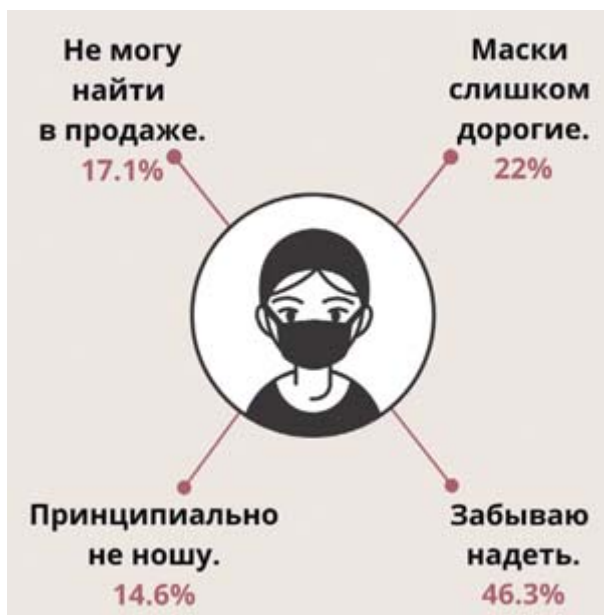 Не могу
найти
в продаже.
17.1%
Маски
слишком
дорогие.
22%
Принципиально
не ношу.
14.6%
Забываю
надеть.
46.3%